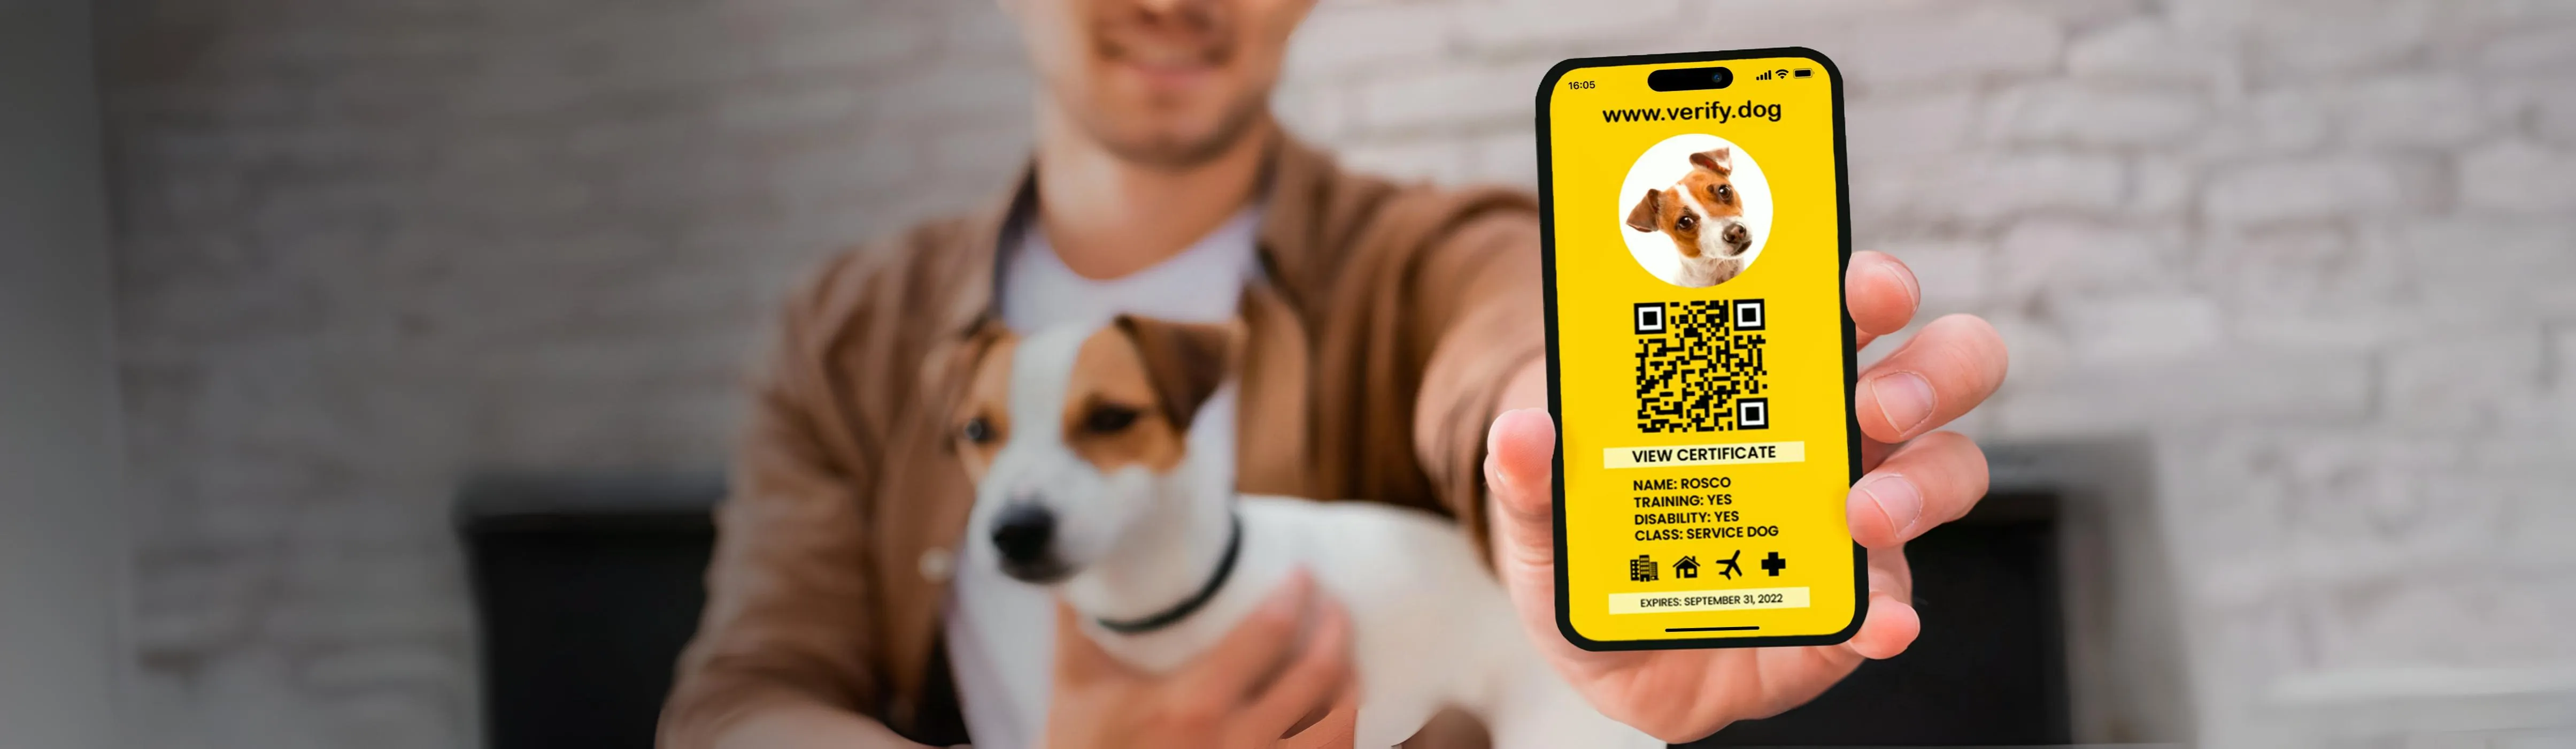 16:05
www.verify.dog
VIEW CERTIFICATE
NAME: ROSCO
TRAINING: YES
DISABILITY: YES
CLASS: SERVICE DOG
EXPIRES: SEPTEMBER 31, 2022